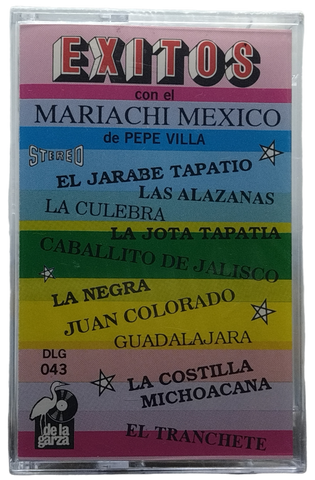 EXITOS
con el
MARIACHI MEXICO
de PEPE VILLA
STEREO
EL JARABE TAPATIO
LAS ALAZANAS
LA CULEBRA
LA JOTA TAPATIA
CABALLITO DE JALISCO
LA NEGRA
JUAN COLORADO
GUADALAJARA
DLG
043
LA COSTILLA
MICHOACANA
de la
garza
EL TRANCHETE